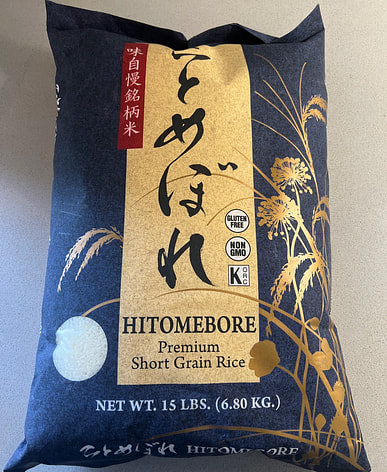 味自慢銘柄米
ひとめぼれ
GLUTEN
FREE
NON
GMO
K
ORC
HITOMEBORE
Premium
Short Grain Rice
NET WT. 15 LBS. (6.80 KG.)
ひとめぼれ HITOMEBORE